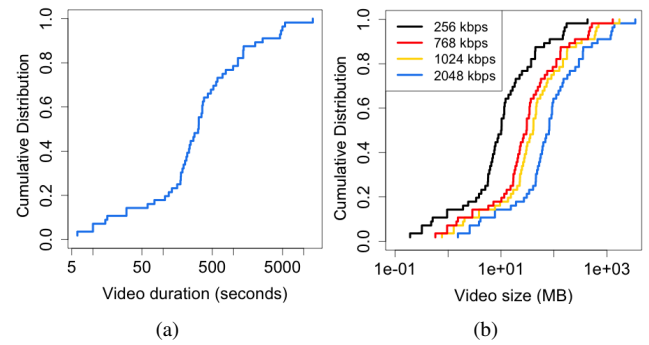 Cumulative Distribution
0.0 0.2 0.4 0.6 0.8 1.0
5 50 500 5000
Video duration (seconds)
(a)
Cumulative Distribution
0.0 0.2 0.4 0.6 0.8 1.0
256 kbps
768 kbps
1024 kbps
2048 kbps
1e-01 1e+01 1e+03
Video size (MB)
(b)